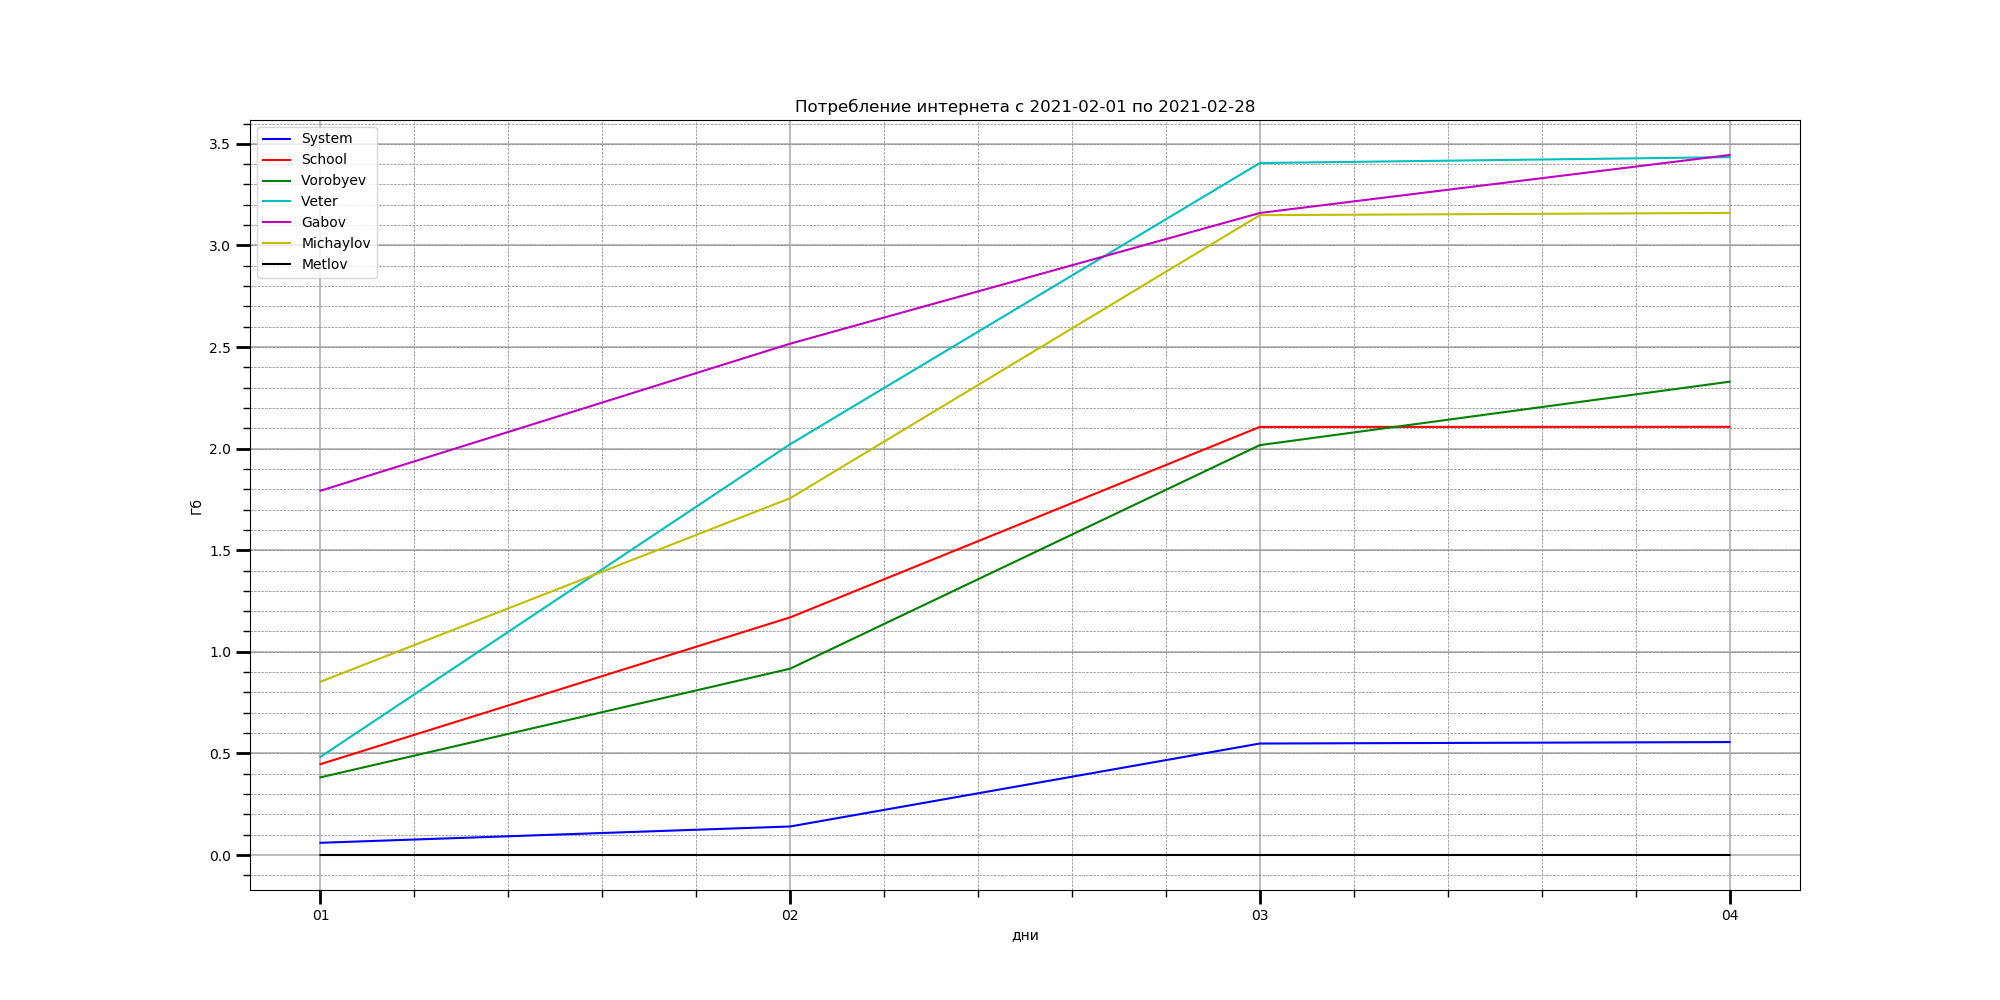 Потребление интернета с 2021-02-01 по 2021-02-28
System
School
Vorobyev
Veter
Gabov
Michaylov
Metlov
3.5
3.0
2.5
2.0
1.5
1.0
0.5
0.0
Гб
01 02 03 04
дни